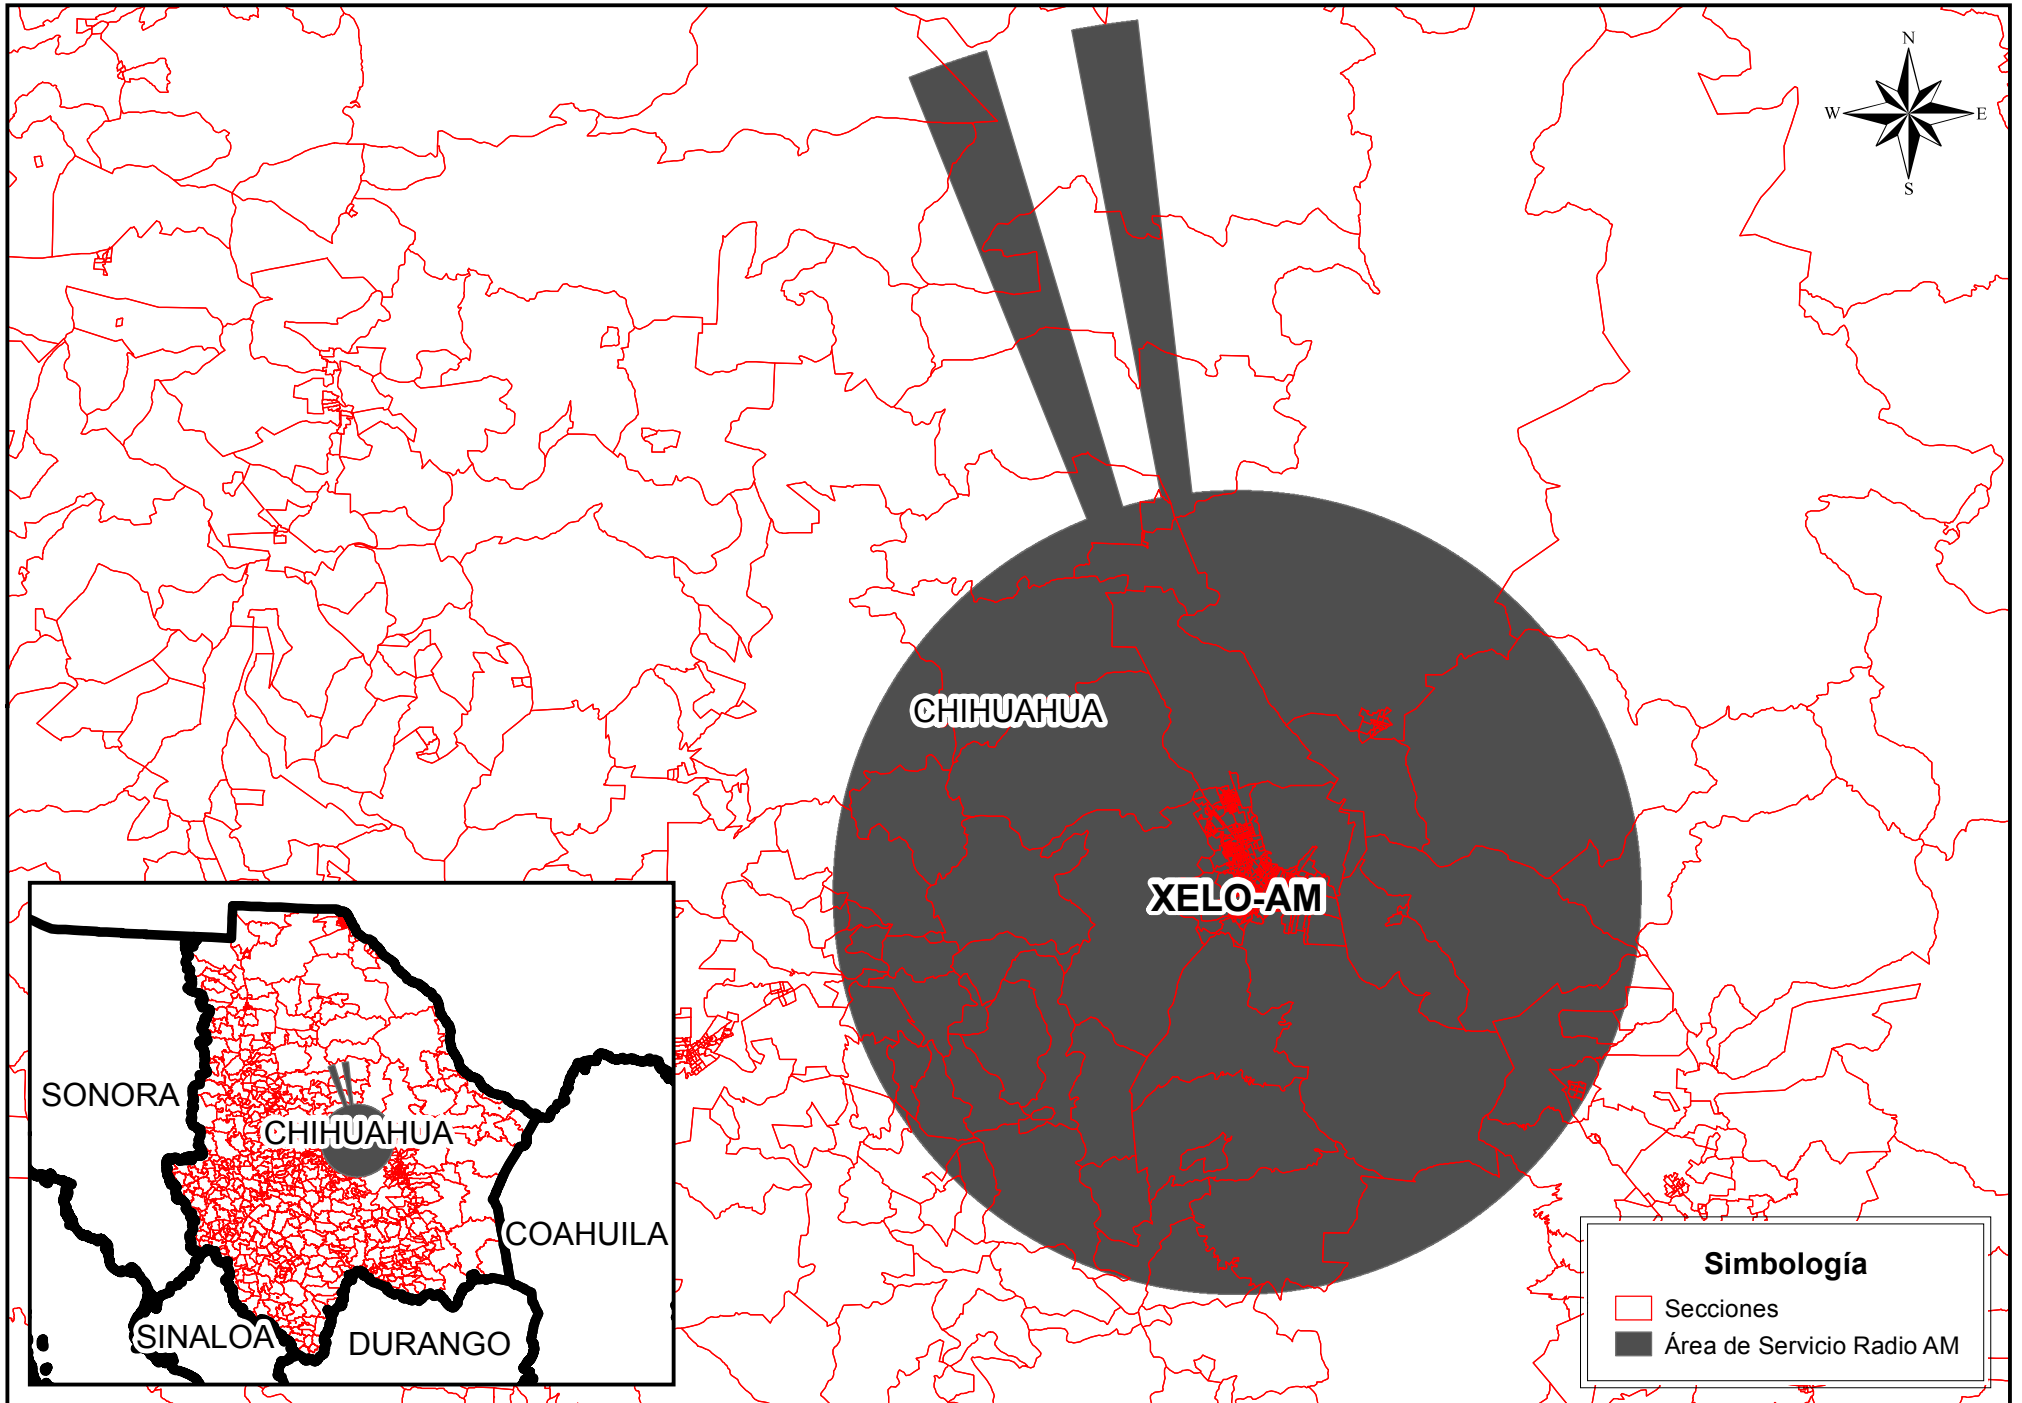 N
W
E
S
CHIHUAHUA
XELO-AM
SONORA
CHIHUAHUA
COAHUILA
SINALOA
DURANGO
Simbología
Secciones
Área de Servicio Radio AM